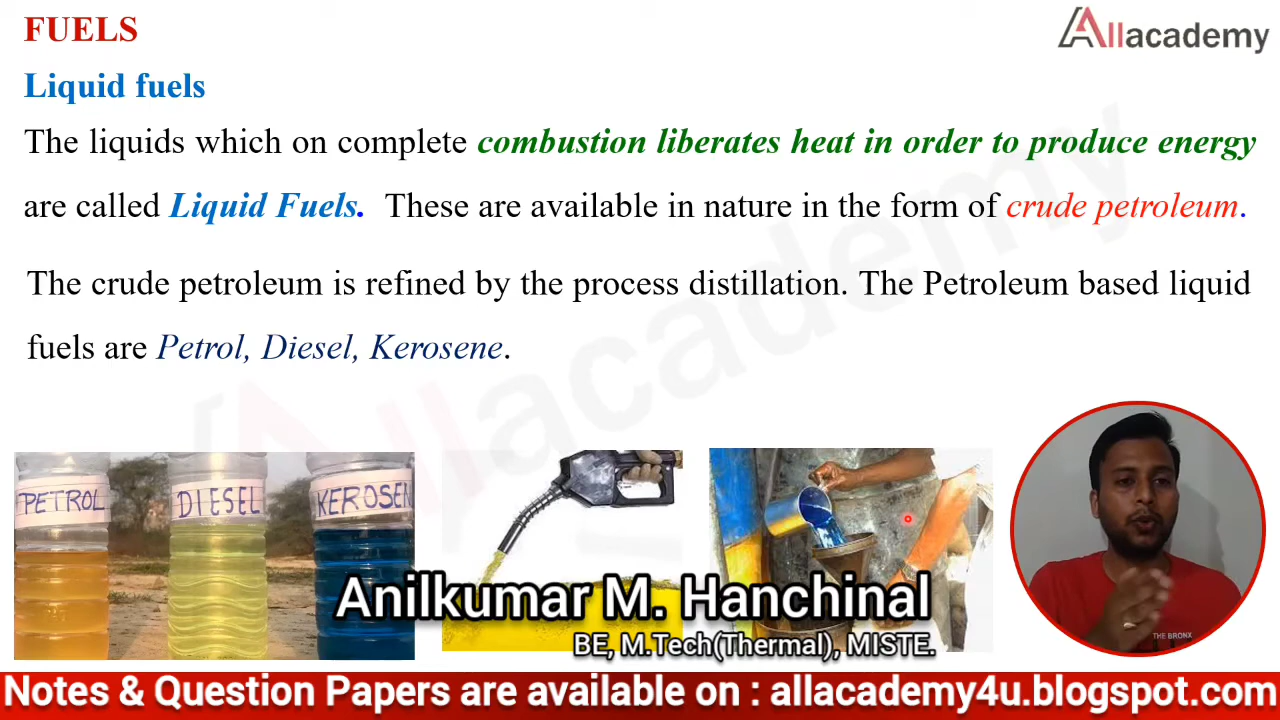 FUELS
Allacademy
Liquid fuels
The liquids which on complete combustion liberates heat in order to produce energy
are called Liquid Fuels. These are available in nature in the form of crude petroleum.
The crude petroleum is refined by the process distillation. The Petroleum based liquid
fuels are Petrol, Diesel, Kerosene.
Allacademy
PETROL
DIESEL
KEROSEN
Anilkumar M. Hanchinal
BE, M.Tech(Thermal), MISTE.
THE BRONX
Notes & Question Papers are available on : allacademy4u.blogspot.com